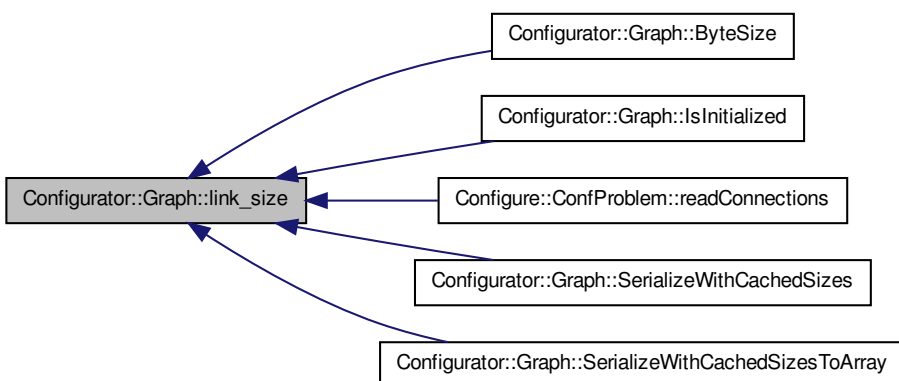 Configurator::Graph::ByteSize
Configurator::Graph::IsInitialized
Configurator::Graph::link_size
Configure::ConfProblem::readConnections
Configurator::Graph::SerializeWithCachedSizes
Configurator::Graph::SerializeWithCachedSizesToArray